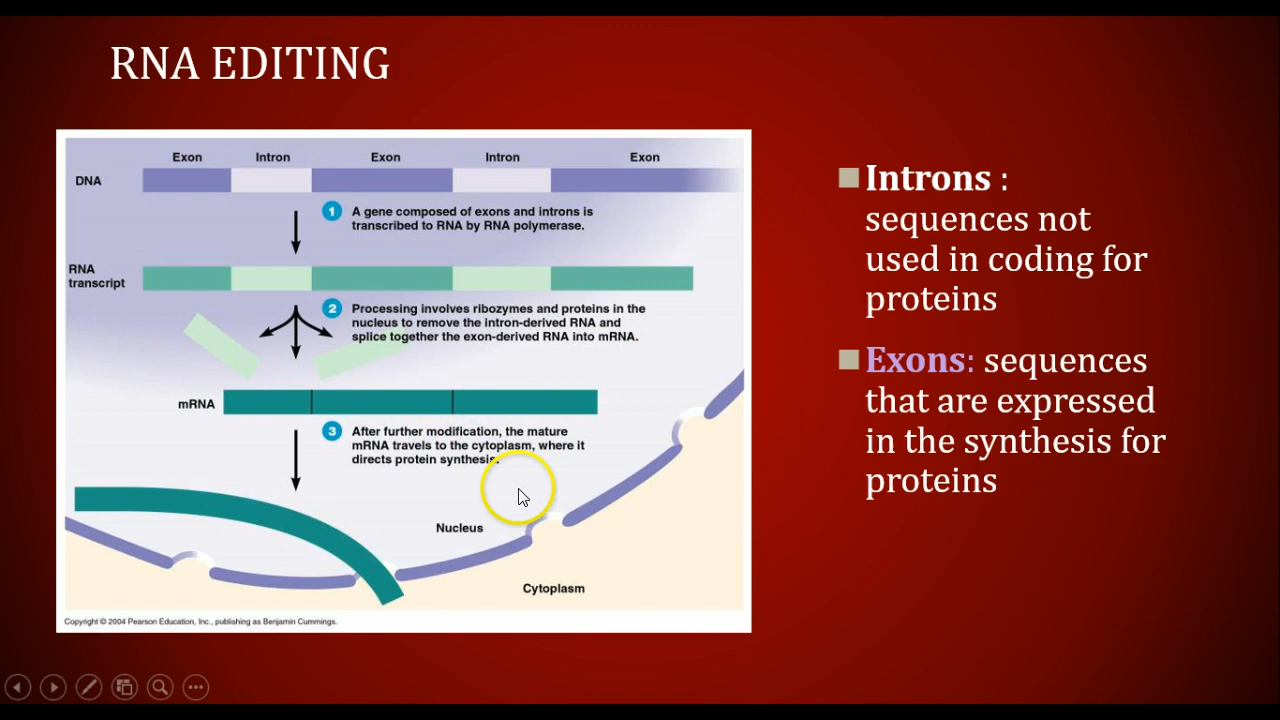 RNA EDITING
Exon Intron Exon Intron Exon
DNA
1 A gene composed of exons and introns is
transcribed to RNA by RNA polymerase.
RNA
transcript
2 Processing involves ribozymes and proteins in the
nucleus to remove the intron-derived RNA and
splice together the exon-derived RNA into mRNA.
mRNA
3 After further modification, the mature
mRNA travels to the cytoplasm, where it
directs protein synthesis.
Nucleus
Cytoplasm
Copyright © 2004 Pearson Education, Inc., publishing as Benjamin Cummings.
Introns :
sequences not
used in coding for
proteins
Exons: sequences
that are expressed
in the synthesis for
proteins